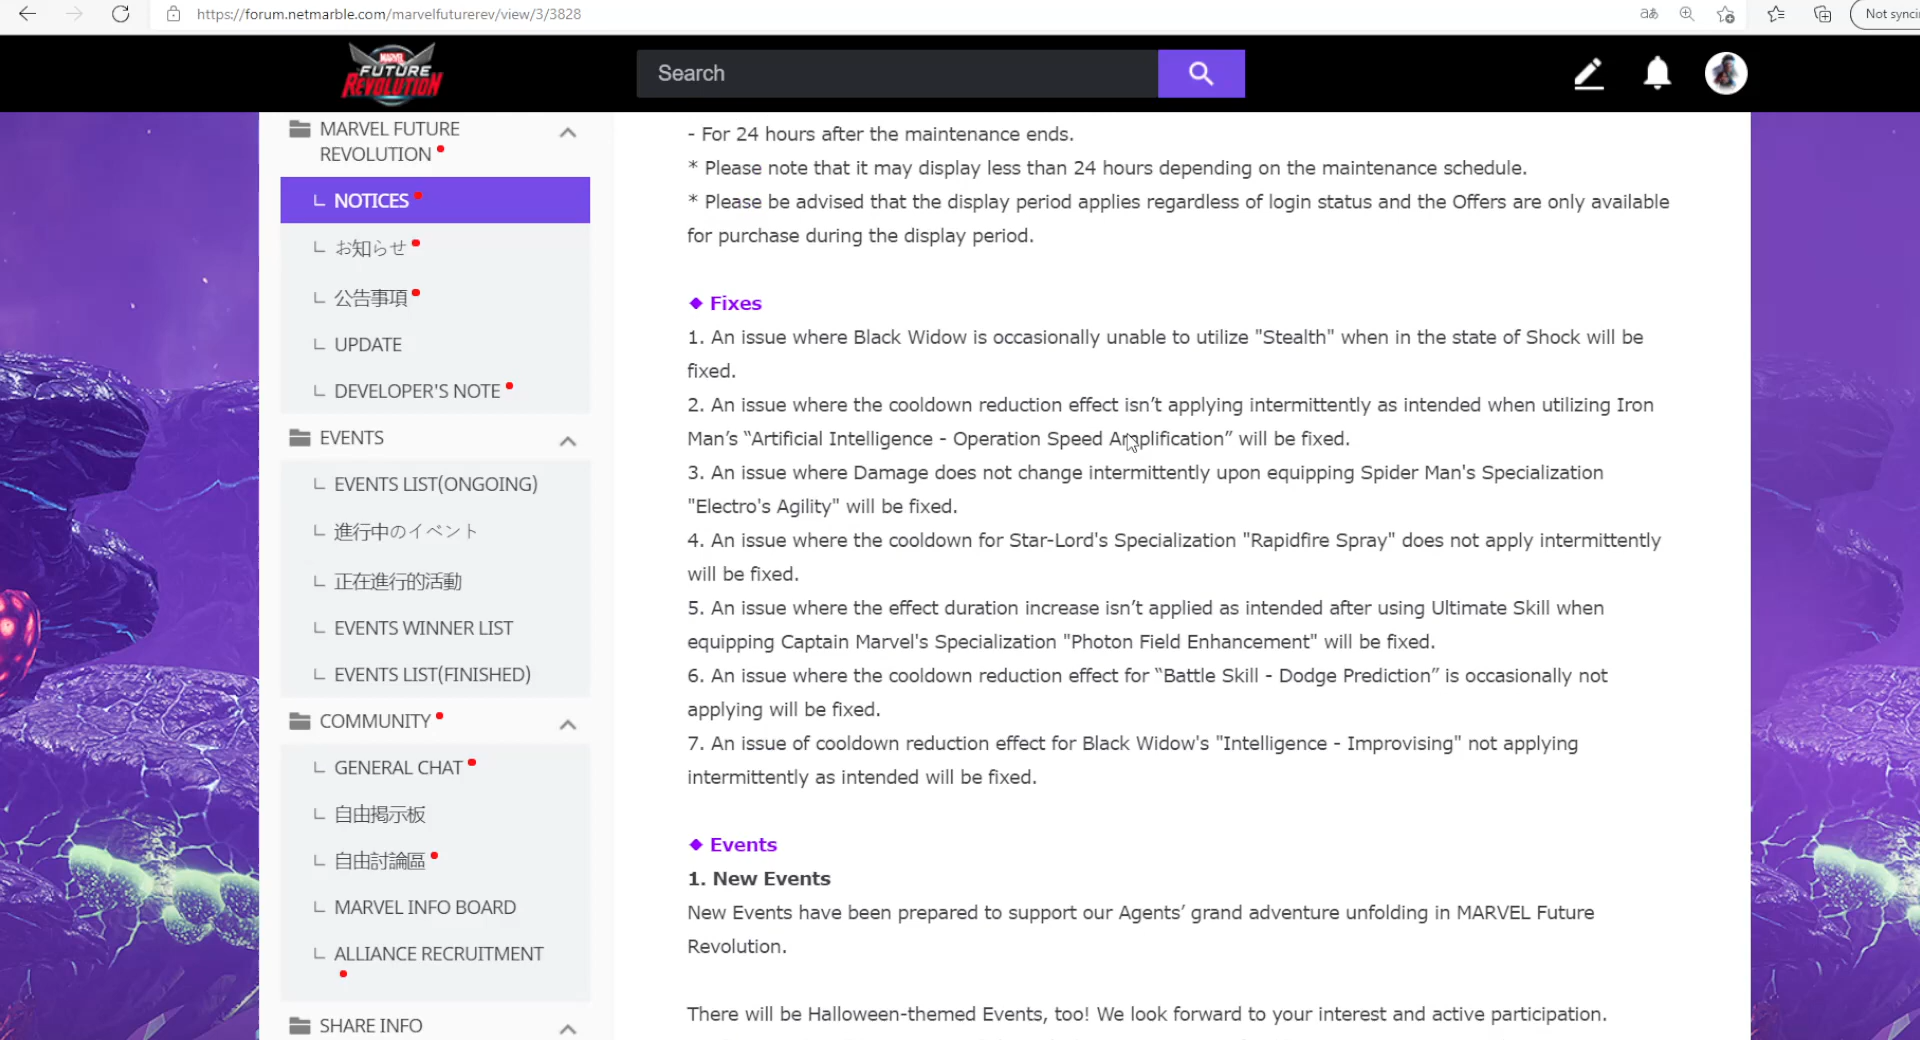 https://forum.netmarble.com/marvelfuturerev/view/3/3828
Not synci
MARVEL
FUTURE
REVOLUTION
Search
MARVEL FUTURE
REVOLUTION
NOTICES
お知らせ
公告事項
UPDATE
DEVELOPER'S NOTE
EVENTS
EVENTS LIST(ONGOING)
進行中のイベント
正在進行的活動
EVENTS WINNER LIST
EVENTS LIST(FINISHED)
COMMUNITY
GENERAL CHAT
自由掲示板
自由討論區
MARVEL INFO BOARD
ALLIANCE RECRUITMENT
SHARE INFO
- For 24 hours after the maintenance ends.
* Please note that it may display less than 24 hours depending on the maintenance schedule.
* Please be advised that the display period applies regardless of login status and the Offers are only available
for purchase during the display period.
◆ Fixes
1. An issue where Black Widow is occasionally unable to utilize "Stealth" when in the state of Shock will be
fixed.
2. An issue where the cooldown reduction effect isn’t applying intermittently as intended when utilizing Iron
Man’s “Artificial Intelligence - Operation Speed Amplification” will be fixed.
3. An issue where Damage does not change intermittently upon equipping Spider Man's Specialization
"Electro's Agility" will be fixed.
4. An issue where the cooldown for Star-Lord's Specialization "Rapidfire Spray" does not apply intermittently
will be fixed.
5. An issue where the effect duration increase isn’t applied as intended after using Ultimate Skill when
equipping Captain Marvel's Specialization "Photon Field Enhancement" will be fixed.
6. An issue where the cooldown reduction effect for “Battle Skill - Dodge Prediction” is occasionally not
applying will be fixed.
7. An issue of cooldown reduction effect for Black Widow's "Intelligence - Improvising" not applying
intermittently as intended will be fixed.
◆ Events
1. New Events
New Events have been prepared to support our Agents’ grand adventure unfolding in MARVEL Future
Revolution.
There will be Halloween-themed Events, too! We look forward to your interest and active participation.